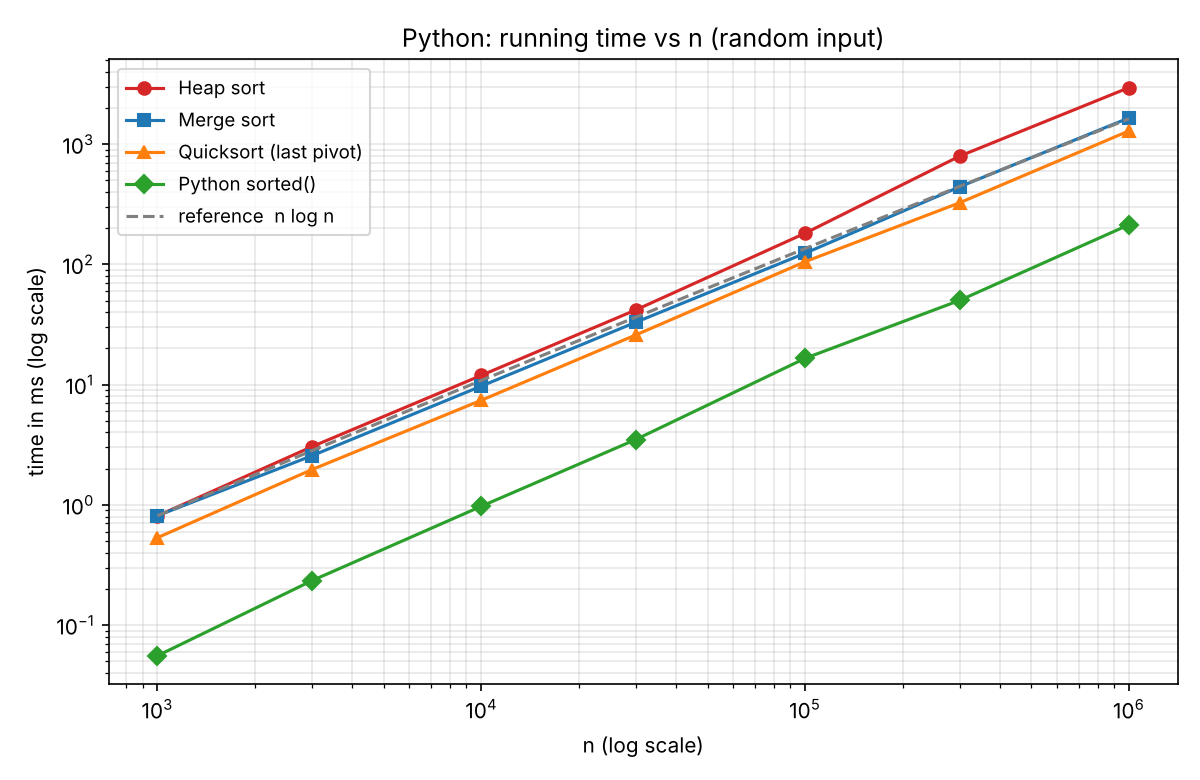 Python: running time vs n (random input)
Heap sort
Merge sort
Quicksort (last pivot)
Python sorted()
reference  n log n
time in ms (log scale)
10³
10²
10¹
10⁰
10⁻¹
10³ 10⁴ 10⁵ 10⁶
n (log scale)